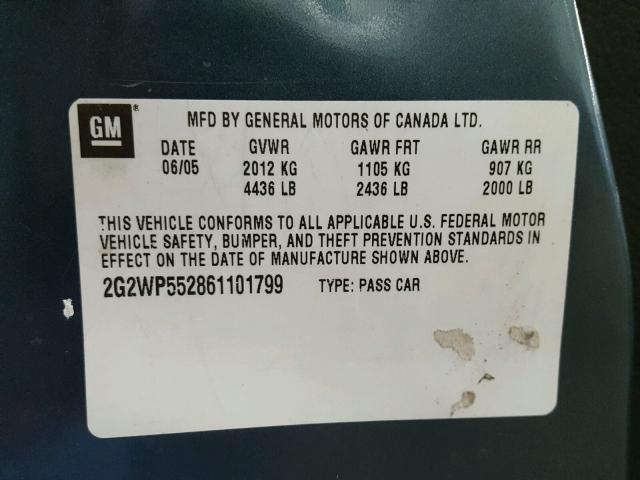 GM®
MFD BY GENERAL MOTORS OF CANADA LTD.
DATE GVWR GAWR FRT GAWR RR
06/05 2012 KG 1105 KG 907 KG
4436 LB 2436 LB 2000 LB
THIS VEHICLE CONFORMS TO ALL APPLICABLE U.S. FEDERAL MOTOR
VEHICLE SAFETY, BUMPER, AND THEFT PREVENTION STANDARDS IN
EFFECT ON THE DATE OF MANUFACTURE SHOWN ABOVE.
2G2WP552861101799 TYPE: PASS CAR